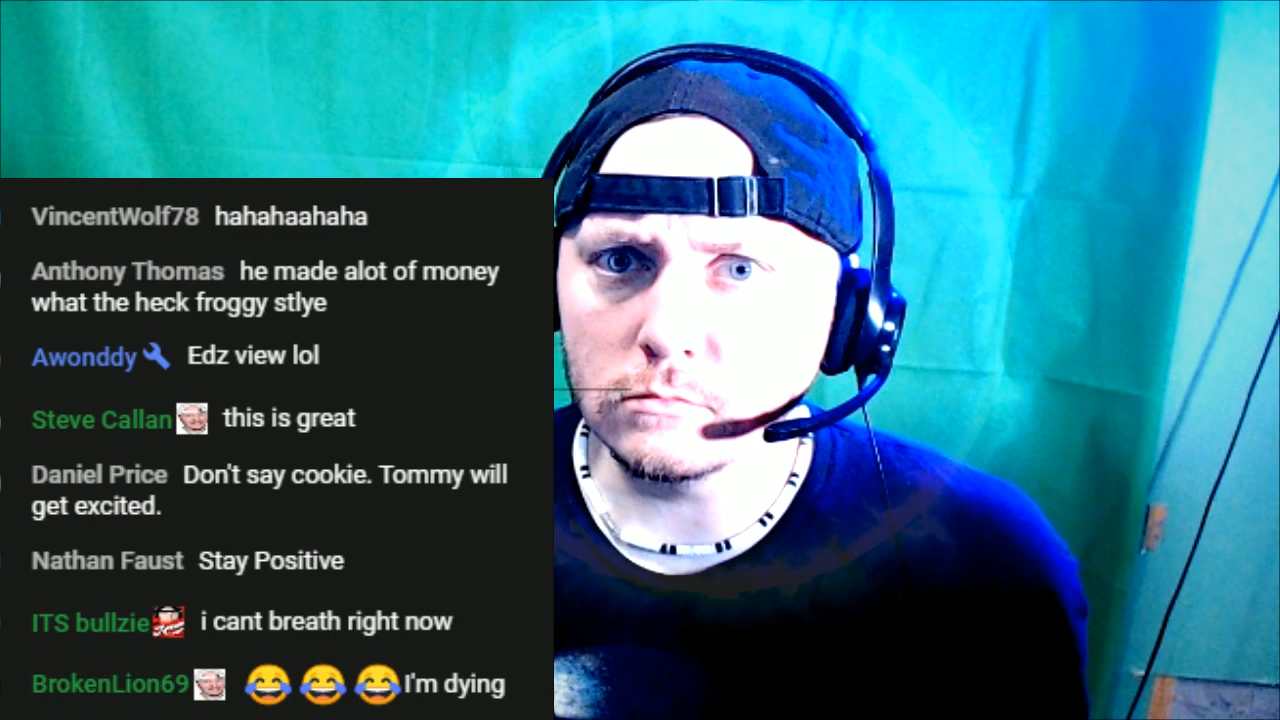 VincentWolf78 hahahaahaha
Anthony Thomas he made alot of money
what the heck froggy stlye
Awonddy Edz view lol
Steve Callan this is great
Daniel Price Don't say cookie. Tommy will
get excited.
Nathan Faust Stay Positive
ITS bullzie i cant breath right now
BrokenLion69 😂😂😂I'm dying